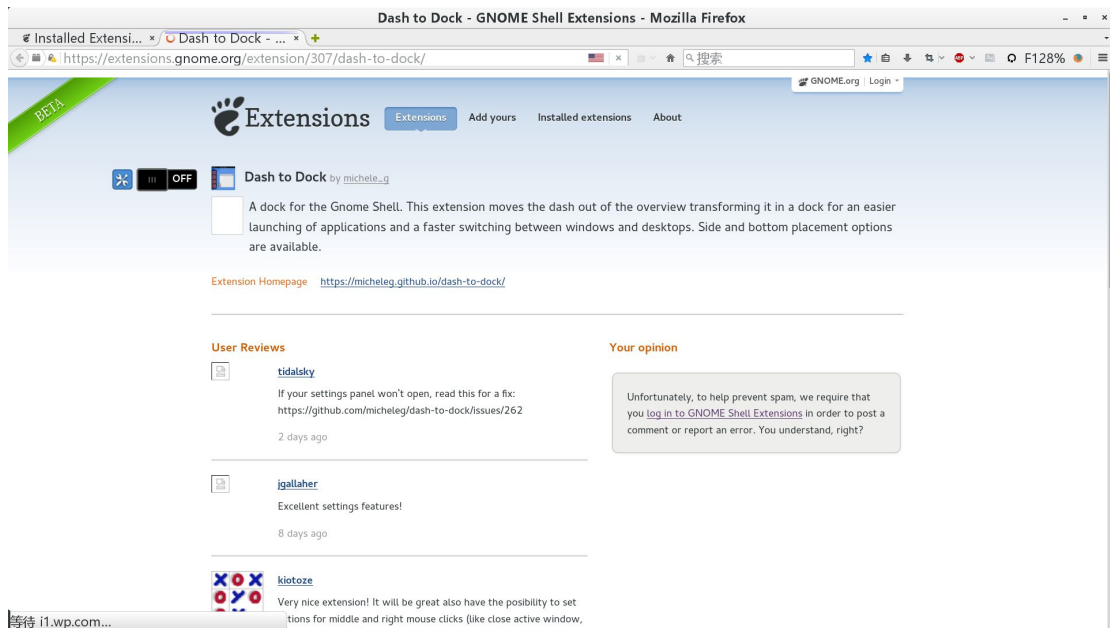 Dash to Dock - GNOME Shell Extensions - Mozilla Firefox
Installed Extensi...
Dash to Dock - ...
https://extensions.gnome.org/extension/307/dash-to-dock/
搜索
F128%
BETA
GNOME.org
Login
Extensions
Extensions
Add yours
Installed extensions
About
OFF
Dash to Dock by michele_g
A dock for the Gnome Shell. This extension moves the dash out of the overview transforming it in a dock for an easier
launching of applications and a faster switching between windows and desktops. Side and bottom placement options
are available.
Extension Homepage https://micheleg.github.io/dash-to-dock/
User Reviews
tidalsky
If your settings panel won't open, read this for a fix:
https://github.com/micheleg/dash-to-dock/issues/262
2 days ago
jgallaher
Excellent settings features!
8 days ago
kiotoze
Very nice extension! It will be great also have the posibility to set
tions for middle and right mouse clicks (like close active window,
Your opinion
Unfortunately, to help prevent spam, we require that
you log in to GNOME Shell Extensions in order to post a
comment or report an error. You understand, right?
等待 i1.wp.com...